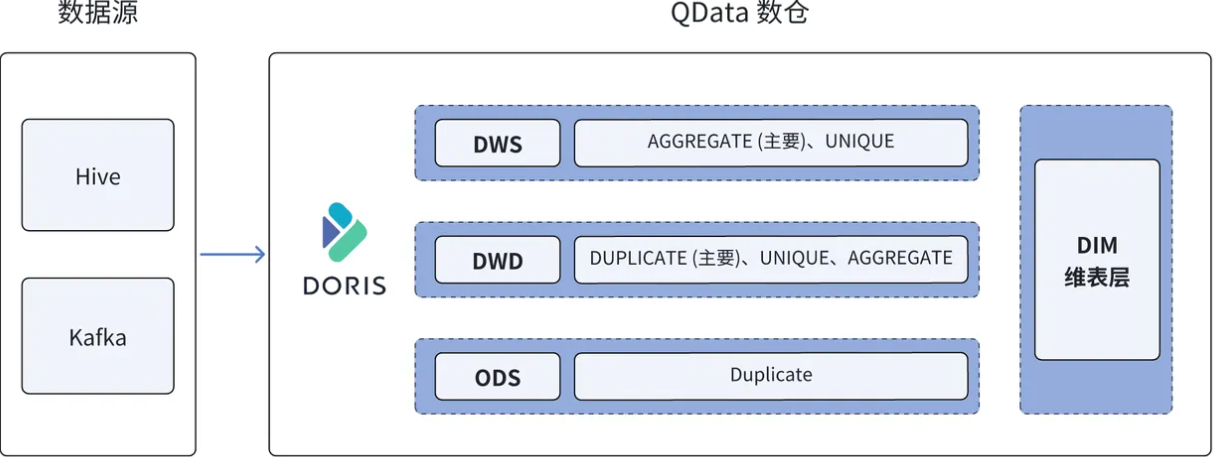 数据源
QData 数仓
Hive
Kafka
DORIS
DWS
AGGREGATE (主要)、UNIQUE
DWD
DUPLICATE (主要)、UNIQUE、AGGREGATE
ODS
Duplicate
DIM
维表层